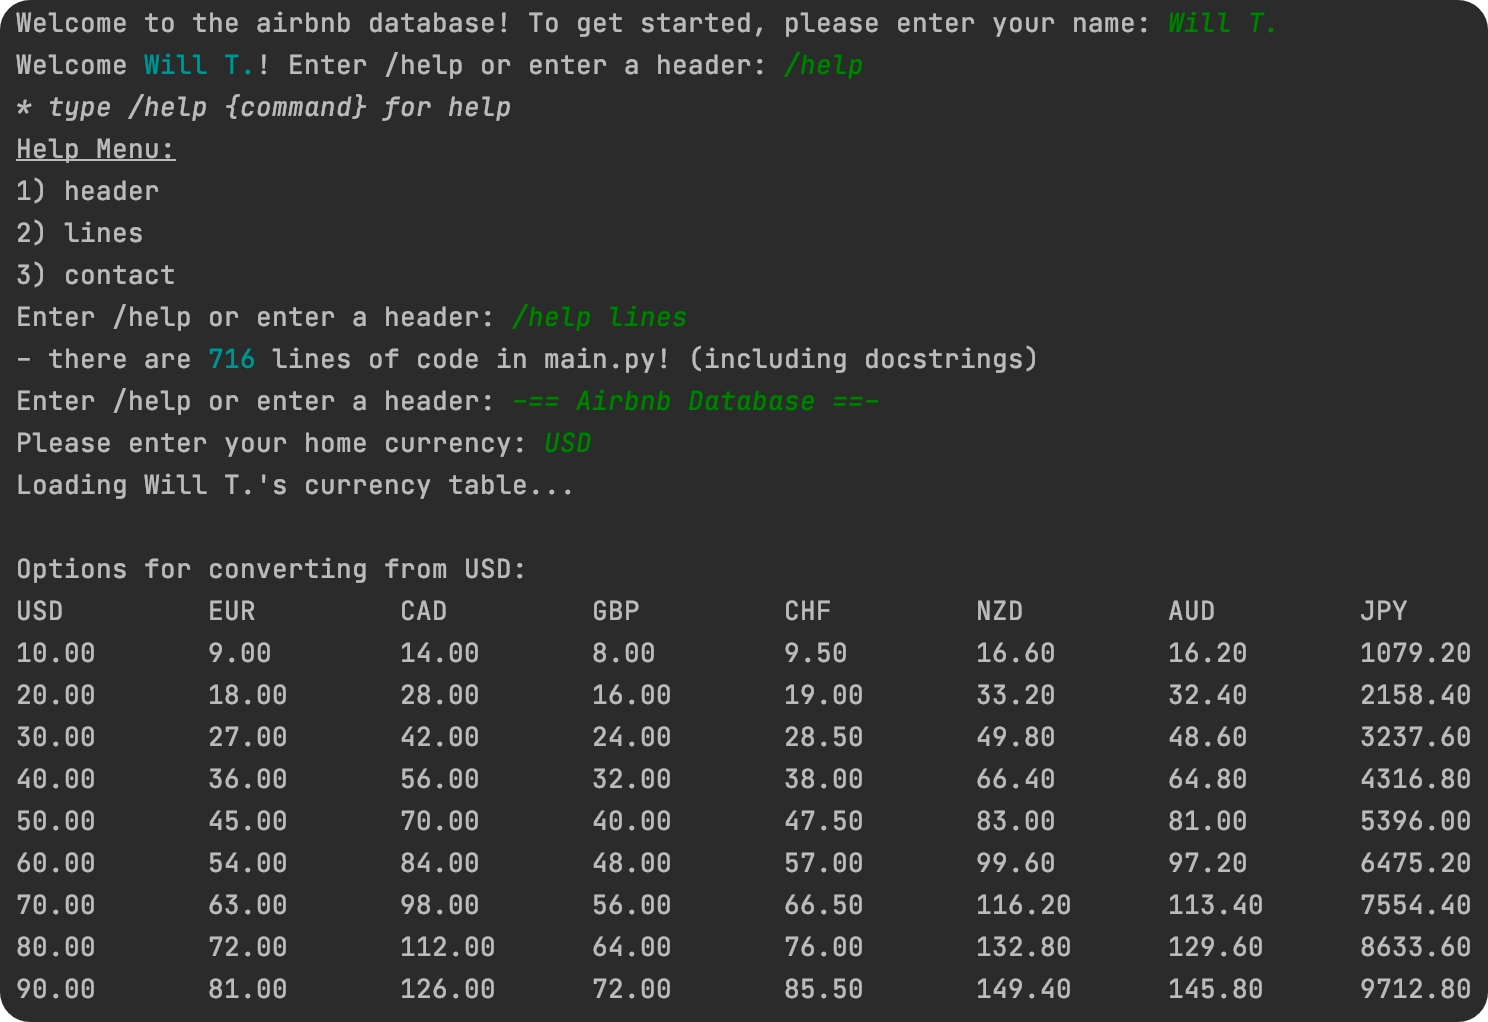 Welcome to the airbnb database! To get started, please enter your name: Will T.
Welcome Will T.! Enter /help or enter a header: /help
* type /help {command} for help
Help Menu:
1) header
2) lines
3) contact
Enter /help or enter a header: /help lines
- there are 716 lines of code in main.py! (including docstrings)
Enter /help or enter a header: -== Airbnb Database ==-
Please enter your home currency: USD
Loading Will T.'s currency table...

Options for converting from USD:
USD         EUR         CAD         GBP         CHF         NZD         AUD         JPY
10.00       9.00        14.00       8.00        9.50        16.60       16.20       1079.20
20.00       18.00       28.00       16.00       19.00       33.20       32.40       2158.40
30.00       27.00       42.00       24.00       28.50       49.80       48.60       3237.60
40.00       36.00       56.00       32.00       38.00       66.40       64.80       4316.80
50.00       45.00       70.00       40.00       47.50       83.00       81.00       5396.00
60.00       54.00       84.00       48.00       57.00       99.60       97.20       6475.20
70.00       63.00       98.00       56.00       66.50       116.20      113.40      7554.40
80.00       72.00       112.00      64.00       76.00       132.80      129.60      8633.60
90.00       81.00       126.00      72.00       85.50       149.40      145.80      9712.80